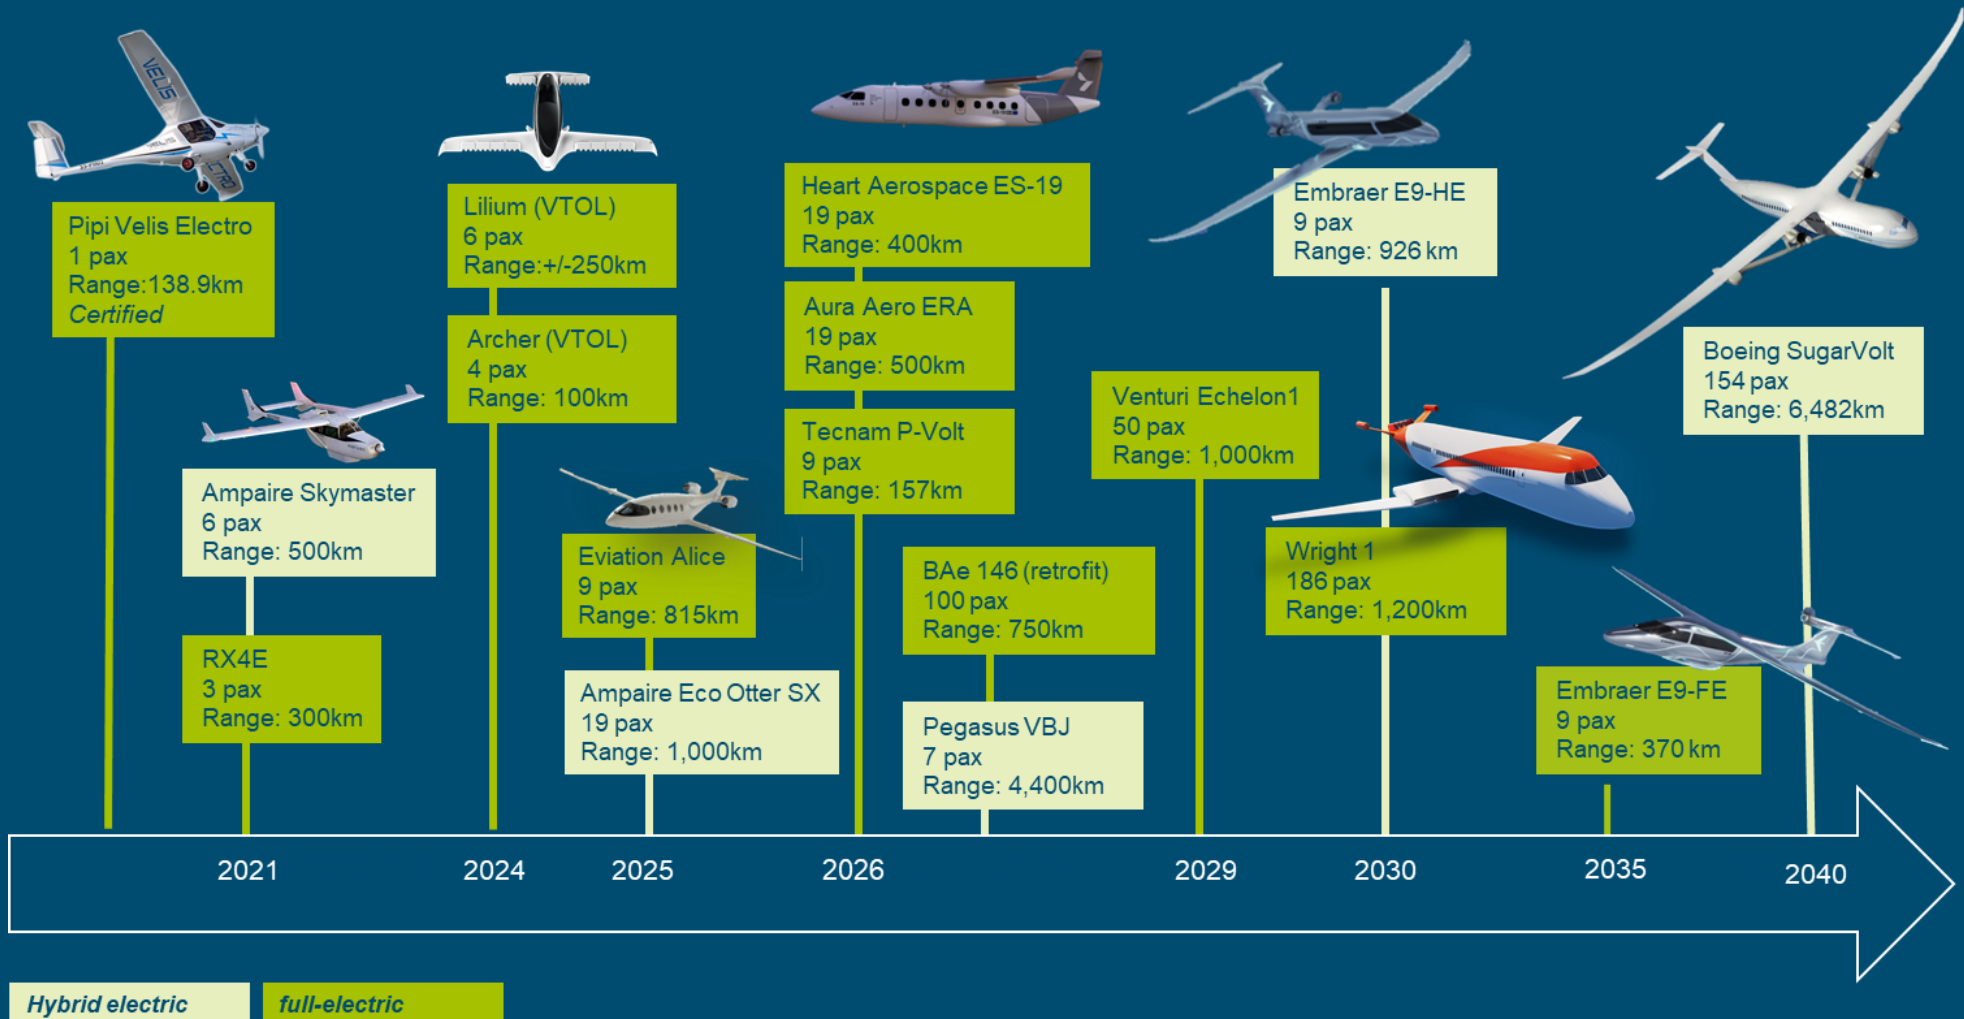 VELIS
VELIS
CTRO
Pipi Velis Electro
1 pax
Range:138.9km
Certified
Ampaire Skymaster
6 pax
Range: 500km
RX4E
3 pax
Range: 300km
Lilium (VTOL)
6 pax
Range:+/-250km
Archer (VTOL)
4 pax
Range: 100km
Eviation Alice
9 pax
Range: 815km
Ampaire Eco Otter SX
19 pax
Range: 1,000km
Heart Aerospace ES-19
19 pax
Range: 400km
Aura Aero ERA
19 pax
Range: 500km
Tecnam P-Volt
9 pax
Range: 157km
BAe 146 (retrofit)
100 pax
Range: 750km
Pegasus VBJ
7 pax
Range: 4,400km
Venturi Echelon1
50 pax
Range: 1,000km
Embraer E9-HE
9 pax
Range: 926 km
Wright 1
186 pax
Range: 1,200km
Embraer E9-FE
9 pax
Range: 370 km
Boeing SugarVolt
154 pax
Range: 6,482km
2021
2024
2025
2026
2029
2030
2035
2040
Hybrid electric
full-electric